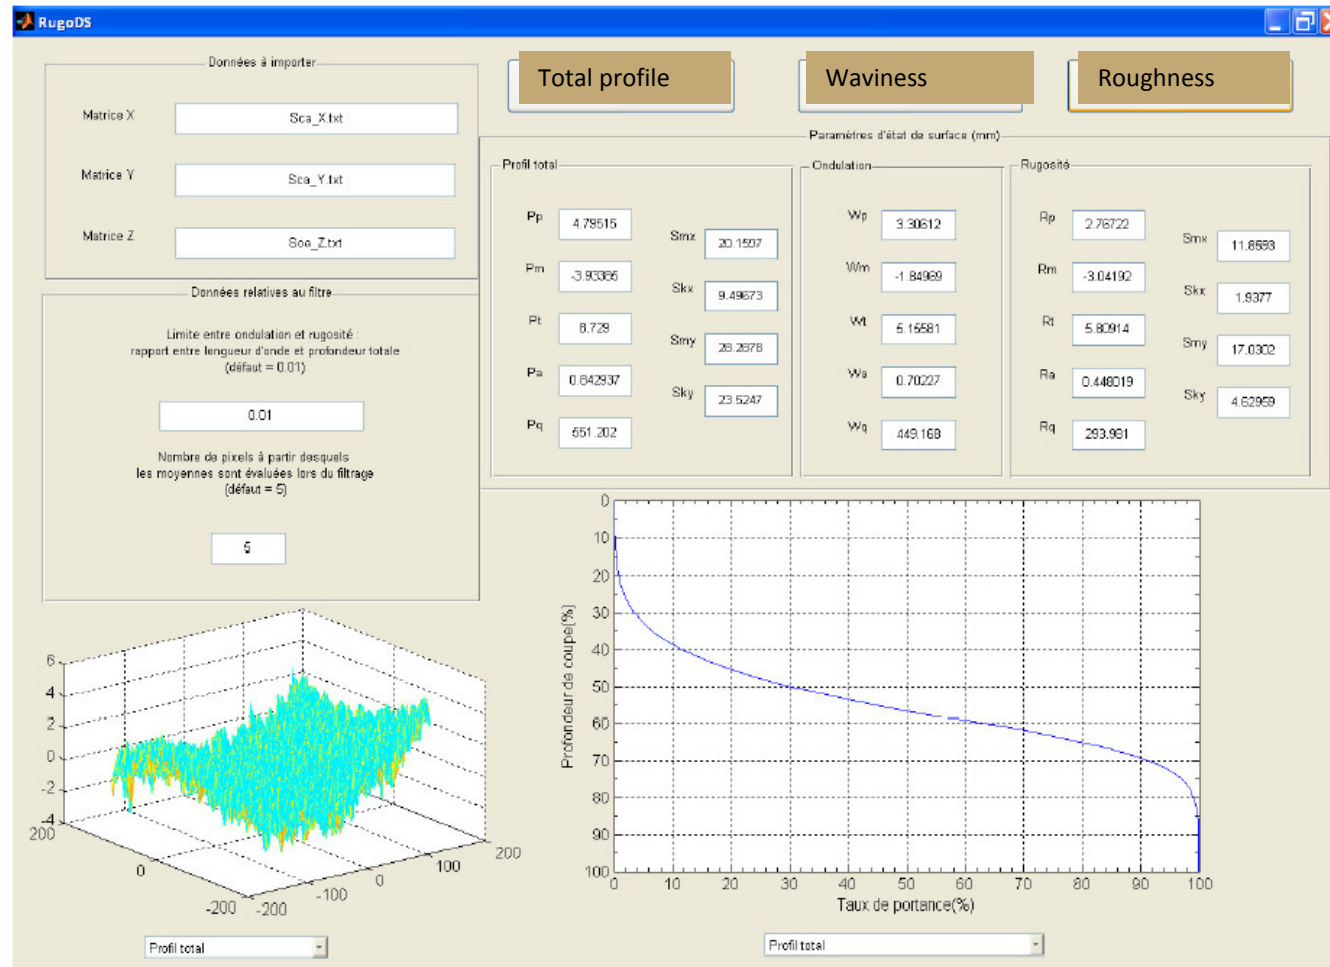 RugoDS
Données à importer
Matrice X
Sca_X.txt
Matrice Y
Sca_Y.txt
Matrice Z
Sca_Z.txt
Total profile
Waviness
Roughness
Paramètres d'état de surface (mm)
Profil total
Pp
4.79515
Pm
-3.93385
Pt
8.729
Pa
0.842937
Pq
551.202
Smx
20.1597
Skx
9.49673
Smy
28.2878
Sky
23.5247
Ondulation
Wp
3.30612
Wm
-1.84969
Wt
5.15581
Wa
0.70227
Wq
449.168
Rugosité
Rp
2.76722
Rm
-3.04192
Rt
5.80914
Ra
0.448019
Rq
293.981
Smx
11.8593
Skx
1.9377
Smy
17.0302
Sky
4.62959
Données relatives au filtre
Limite entre ondulation et rugosité :
rapport entre longueur d'onde et profondeur totale
(défaut = 0.01)
0.01
Nombre de pixels à partir desquels
les moyennes sont évaluées lors du filtrage
(défaut = 5)
5
6
4
2
0
-2
-4
200
0
-200
-200
-100
0
100
200
Profil total
Profondeur de coupe(%)
0
10
20
30
40
50
60
70
80
90
100
0 10 20 30 40 50 60 70 80 90 100
Taux de portance(%)
Profil total